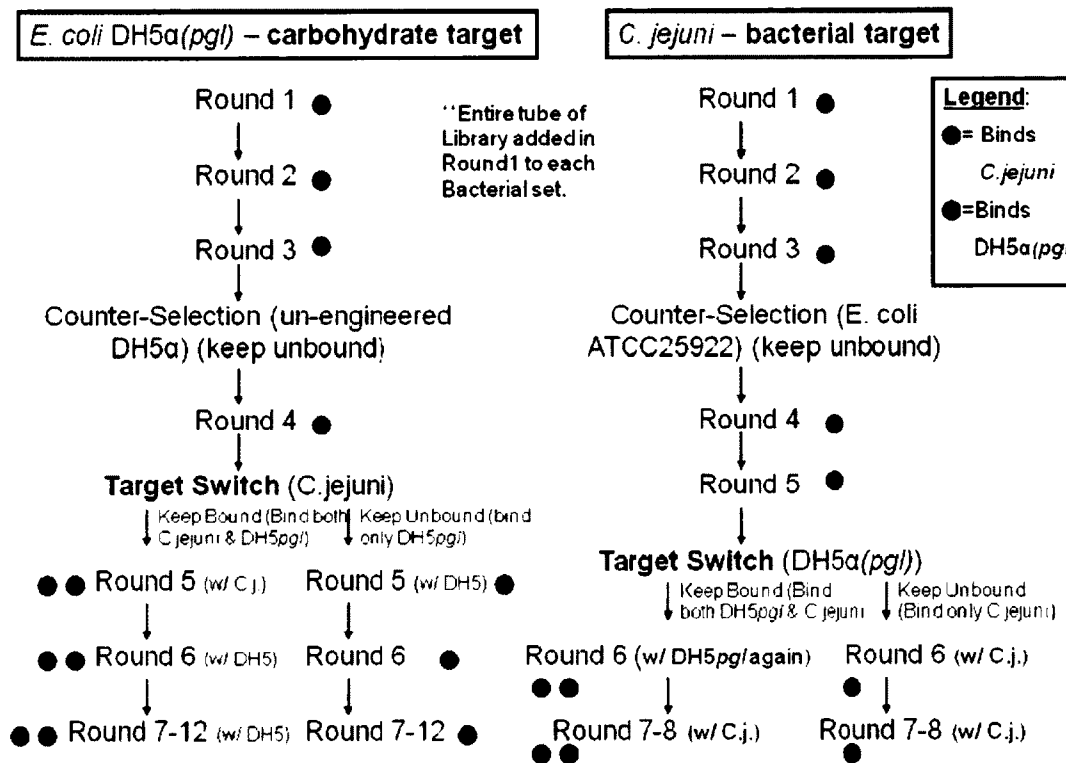 E. coli DH5α(pgl) – carbohydrate target
Round 1
Round 2
Round 3
Counter-Selection (un-engineered
DH5α) (keep unbound)
Round 4
Target Switch (C.jejuni)
Keep Bound (Bind both
C jejuni & DH5pgl)
Keep Unbound (bind
only DH5pgl)
Round 5 (w/ C.j.)
Round 6 (w/ DH5)
Round 7-12 (w/ DH5)
Round 5 (w/ DH5)
Round 6
Round 7-12
''Entire tube of
Library added in
Round1 to each
Bacterial set.
C. jejuni – bacterial target
Round 1
Round 2
Round 3
Counter-Selection (E. coli
ATCC25922) (keep unbound)
Round 4
Round 5
Target Switch (DH5α(pgl))
Keep Bound (Bind
both DH5pgl & C jejuni
Keep Unbound
(Bind only C jejuni)
Round 6 (w/ DH5pgl again)
Round 7-8 (w/ C.j.)
Round 6 (w/ C.j.)
Round 7-8 (w/ C.j.)
Legend:
= Binds
C.jejuni
=Binds
DH5α(pgl